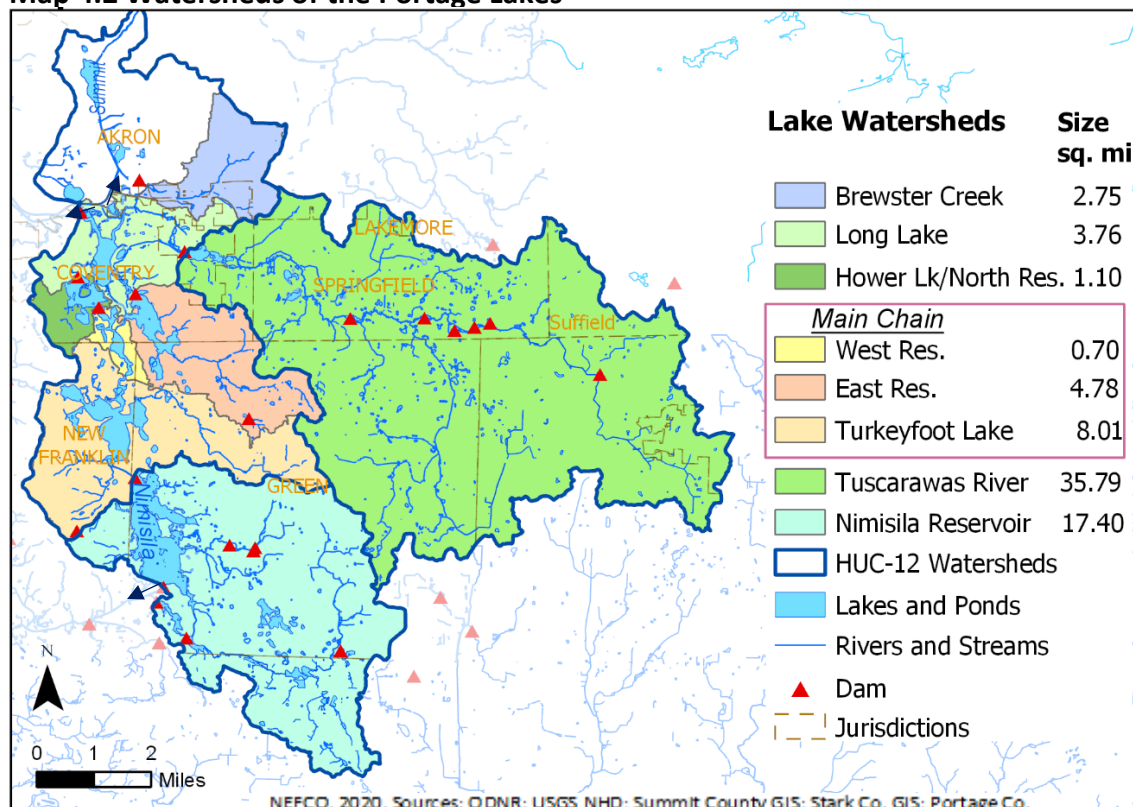 Map 4.2 Watersheds of the Portage Lakes
Summit
AKRON
LAKEMORE
COVENTRY
SPRINGFIELD
Suffield
NEW
FRANKLIN
GREEN
Nimisila
N
0 1 2
Miles
Lake Watersheds Size
sq. mi
Brewster Creek 2.75
Long Lake 3.76
Hower Lk/North Res. 1.10
Main Chain
West Res. 0.70
East Res. 4.78
Turkeyfoot Lake 8.01
Tuscarawas River 35.79
Nimisila Reservoir 17.40
HUC-12 Watersheds
Lakes and Ponds
Rivers and Streams
Dam
Jurisdictions
NEFCO, 2020. Sources: ODNR; USGS NHD; Summit County GIS; Stark Co. GIS; Portage Co.